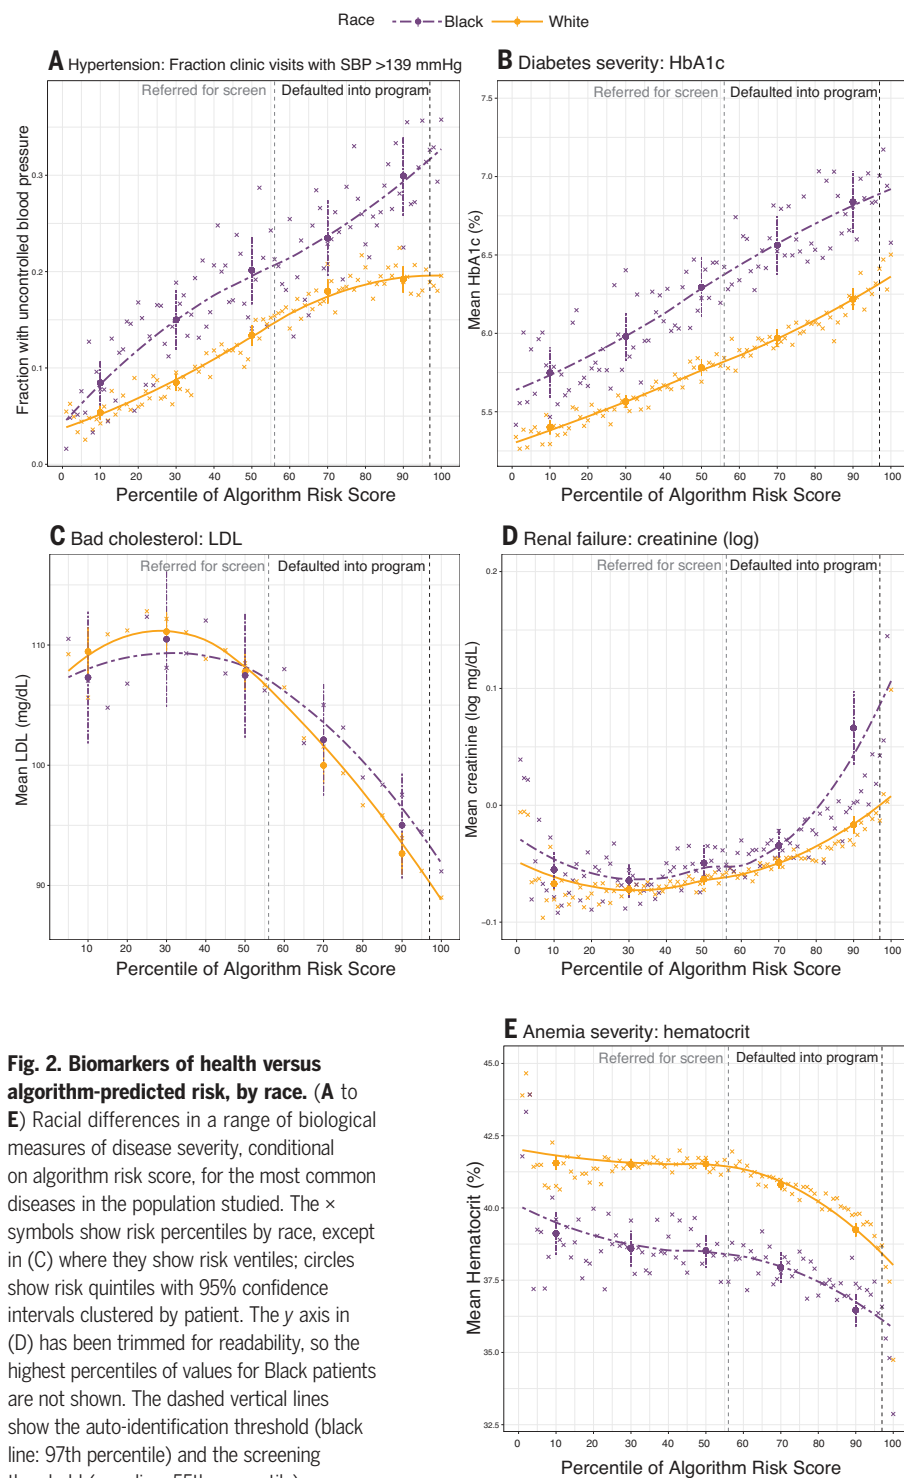 Race Black White
A Hypertension: Fraction clinic visits with SBP >139 mmHg
Referred for screen Defaulted into program
Fraction with uncontrolled blood pressure
0.3
0.2
0.1
0.0
0 10 20 30 40 50 60 70 80 90 100
Percentile of Algorithm Risk Score
B Diabetes severity: HbA1c
Referred for screen Defaulted into program
Mean HbA1c (%)
7.5
7.0
6.5
6.0
5.5
0 10 20 30 40 50 60 70 80 90 100
Percentile of Algorithm Risk Score
C Bad cholesterol: LDL
Referred for screen Defaulted into program
Mean LDL (mg/dL)
110
100
90
10 20 30 40 50 60 70 80 90 100
Percentile of Algorithm Risk Score
D Renal failure: creatinine (log)
Referred for screen Defaulted into program
Mean creatinine (log mg/dL)
0.2
0.1
0.0
−0.1
0 10 20 30 40 50 60 70 80 90 100
Percentile of Algorithm Risk Score
E Anemia severity: hematocrit
Referred for screen Defaulted into program
Mean Hematocrit (%)
45.0
42.5
40.0
37.5
35.0
32.5
0 10 20 30 40 50 60 70 80 90 100
Percentile of Algorithm Risk Score
Fig. 2. Biomarkers of health versus
algorithm-predicted risk, by race. (A to
E) Racial differences in a range of biological
measures of disease severity, conditional
on algorithm risk score, for the most common
diseases in the population studied. The ×
symbols show risk percentiles by race, except
in (C) where they show risk ventiles; circles
show risk quintiles with 95% confidence
intervals clustered by patient. The y axis in
(D) has been trimmed for readability, so the
highest percentiles of values for Black patients
are not shown. The dashed vertical lines
show the auto-identification threshold (black
line: 97th percentile) and the screening